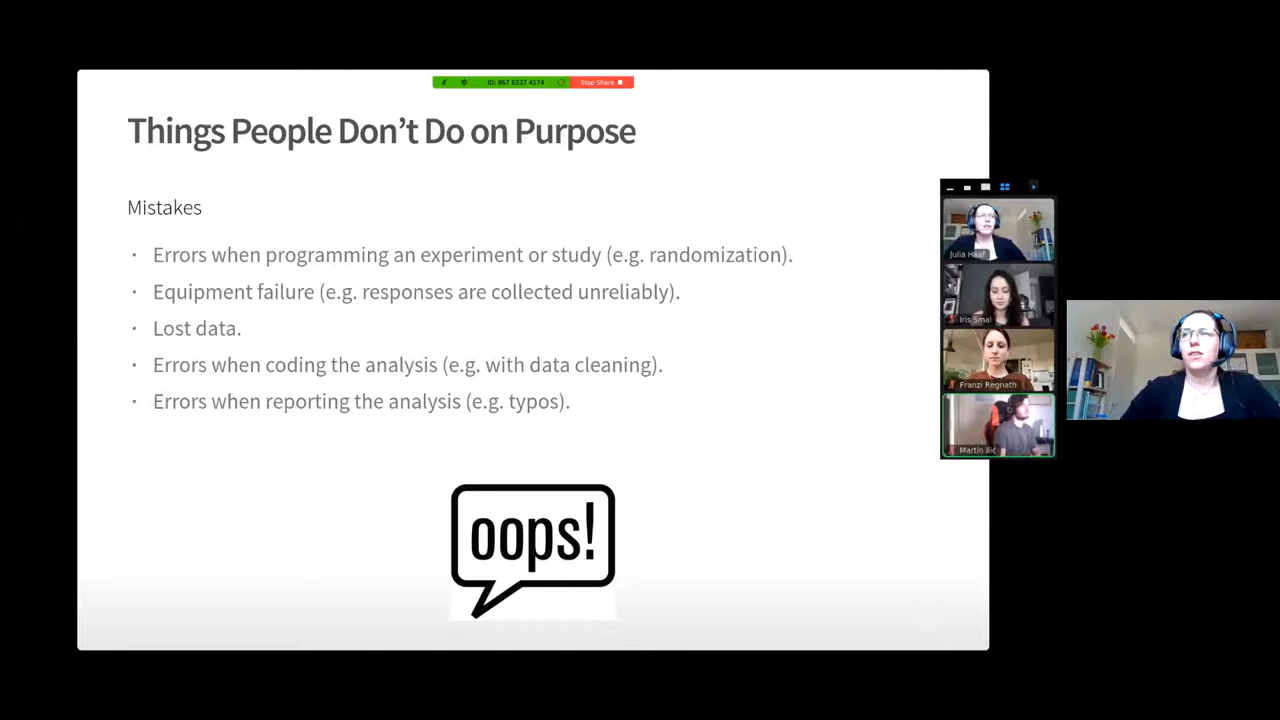 ID: 867 6337 4174
Stop Share
Things People Don't Do on Purpose
Mistakes
· Errors when programming an experiment or study (e.g. randomization).
· Equipment failure (e.g. responses are collected unreliably).
· Lost data.
· Errors when coding the analysis (e.g. with data cleaning).
· Errors when reporting the analysis (e.g. typos).
oops!
Julia Haaf
Iris Smal
Franzi Regnath
Martin Ilic